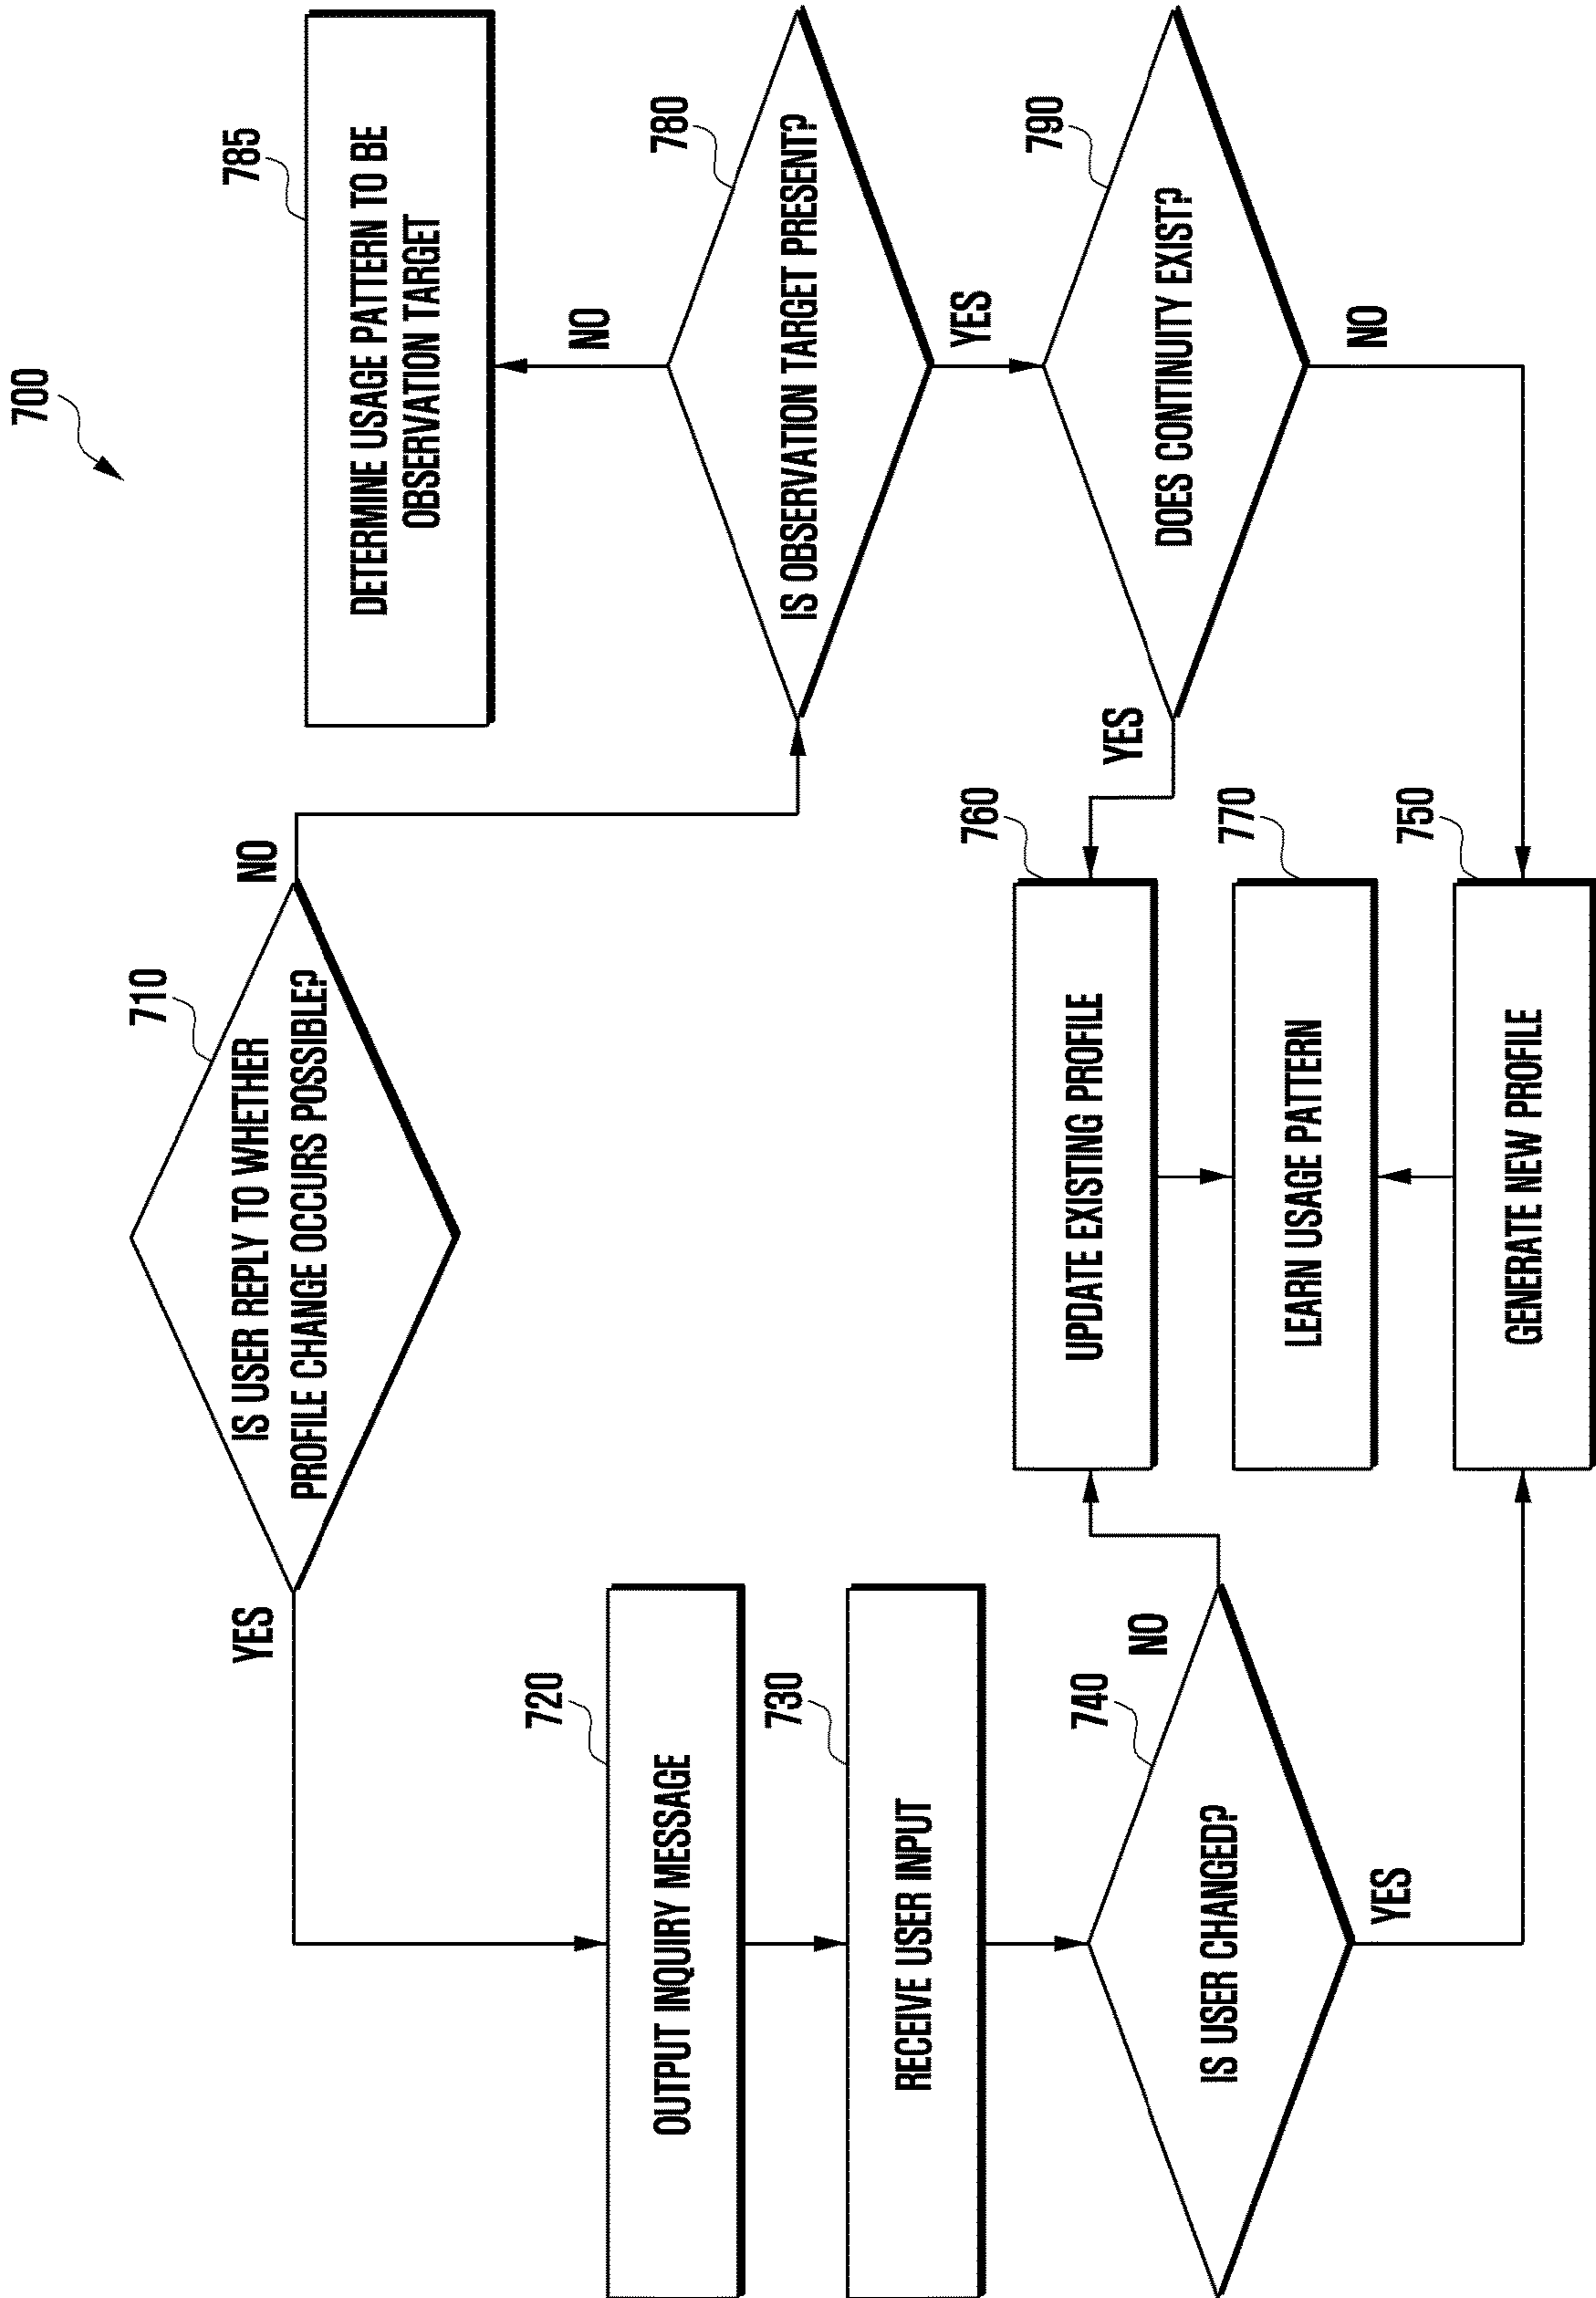 700
710
IS USER REPLY TO WHETHER
PROFILE CHANGE OCCURS POSSIBLE?
YES
NO
720
OUTPUT INQUIRY MESSAGE
730
RECEIVE USER INPUT
740
IS USER CHANGED?
NO
YES
760
UPDATE EXISTING PROFILE
770
LEARN USAGE PATTERN
750
GENERATE NEW PROFILE
785
DETERMINE USAGE PATTERN TO BE
OBSERVATION TARGET
NO
780
IS OBSERVATION TARGET PRESENT?
YES
790
DOES CONTINUITY EXIST?
YES
NO